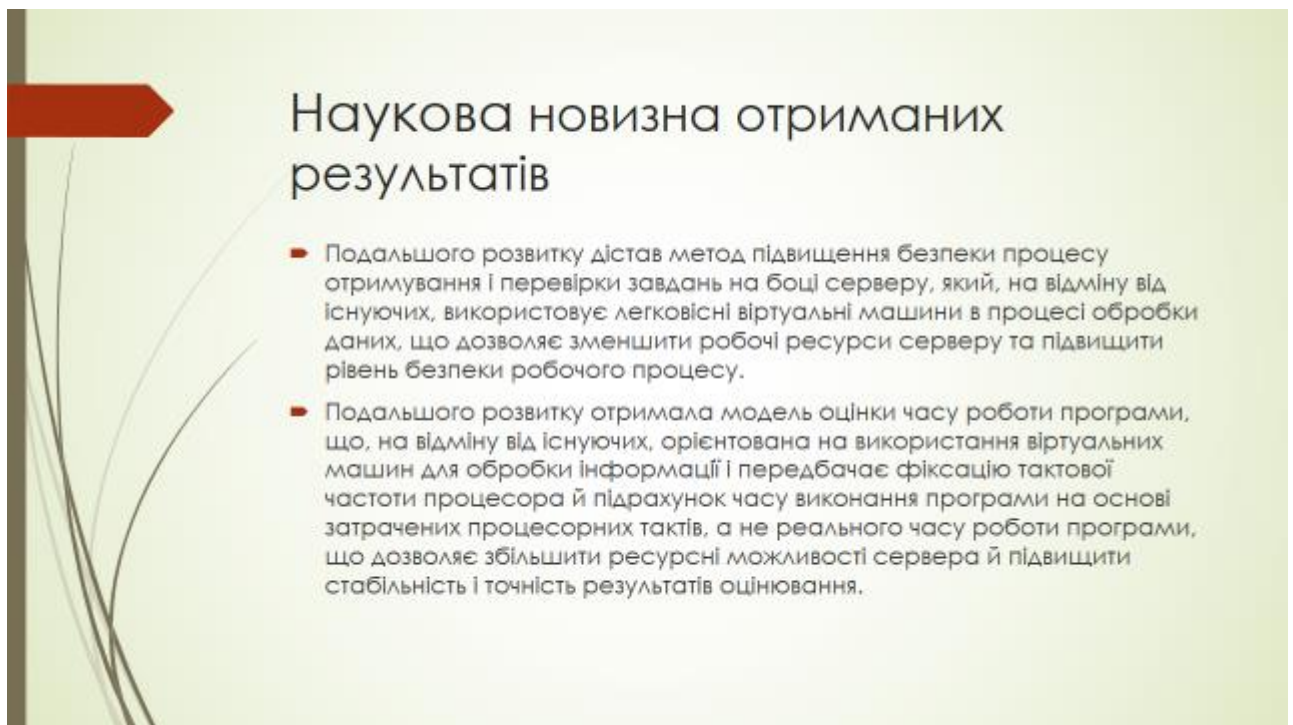 Наукова новизна отриманих
результатів
Подальшого розвитку дістав метод підвищення безпеки процесу
отримування і перевірки завдань на боці серверу, який, на відміну від
існуючих, використовує легковісні віртуальні машини в процесі обробки
даних, що дозволяє зменшити робочі ресурси серверу та підвищити
рівень безпеки робочого процесу.
Подальшого розвитку отримала модель оцінки часу роботи програми,
що, на відміну від існуючих, орієнтована на використання віртуальних
машин для обробки інформації і передбачає фіксацію тактової
частоти процесора й підрахунок часу виконання програми на основі
затрачених процесорних тактів, а не реального часу роботи програми,
що дозволяє збільшити ресурсні можливості сервера й підвищити
стабільність і точність результатів оцінювання.